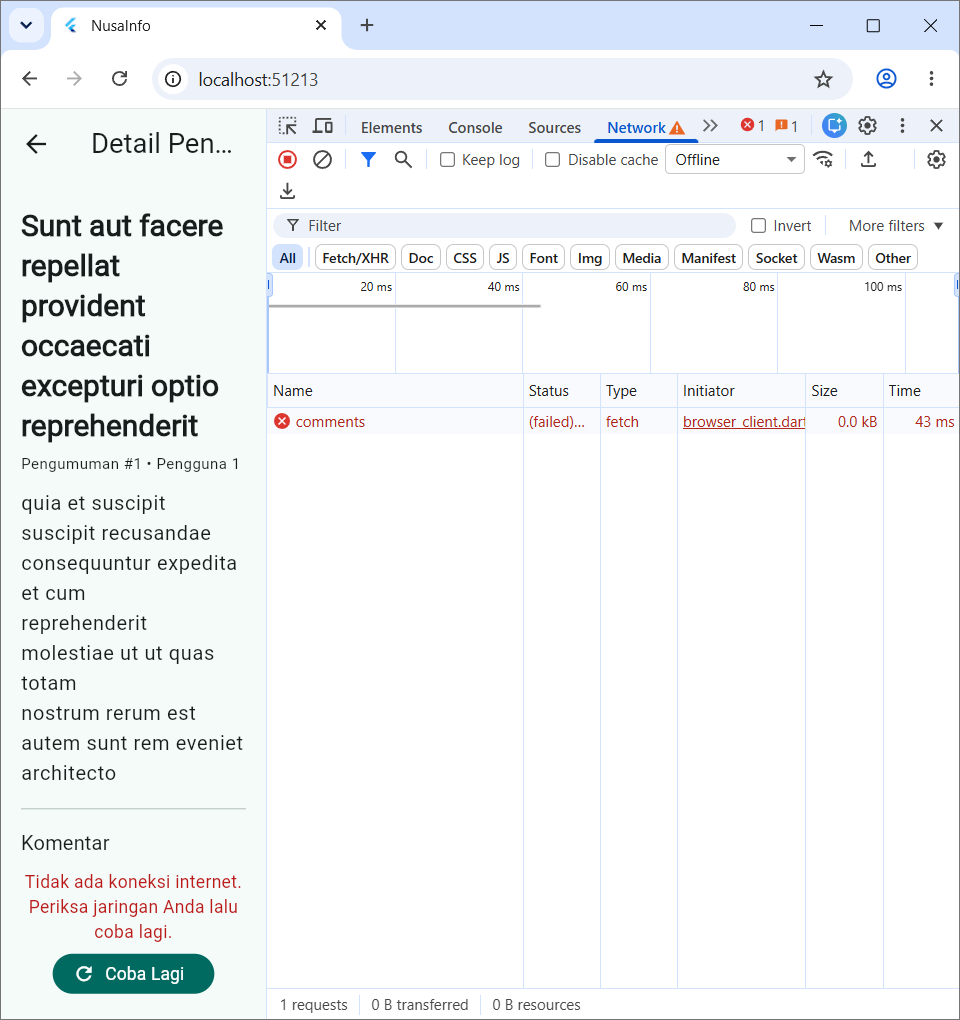 NusaInfo
localhost:51213
Detail Pen...
Sunt aut facere
repellat
provident
occaecati
excepturi optio
reprehenderit
Pengumuman #1 • Pengguna 1
quia et suscipit
suscipit recusandae
consequuntur expedita
et cum
reprehenderit
molestiae ut ut quas
totam
nostrum rerum est
autem sunt rem eveniet
architecto
Komentar
Tidak ada koneksi internet.
Periksa jaringan Anda lalu
coba lagi.
Coba Lagi
Elements Console Sources Network 1 1
Keep log Disable cache Offline
Filter Invert More filters
All Fetch/XHR Doc CSS JS Font Img Media Manifest Socket Wasm Other
20 ms 40 ms 60 ms 80 ms 100 ms
Name Status Type Initiator Size Time
comments (failed)... fetch browser_client.dart 0.0 kB 43 ms
1 requests 0 B transferred 0 B resources